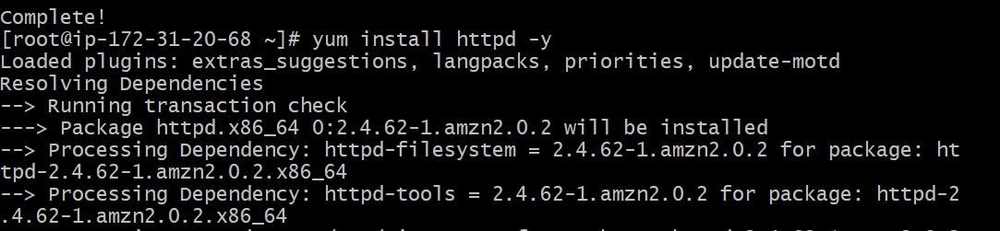 Complete!
[root@ip-172-31-20-68 ~]# yum install httpd -y
Loaded plugins: extras_suggestions, langpacks, priorities, update-motd
Resolving Dependencies
--> Running transaction check
---> Package httpd.x86_64 0:2.4.62-1.amzn2.0.2 will be installed
--> Processing Dependency: httpd-filesystem = 2.4.62-1.amzn2.0.2 for package: ht
tpd-2.4.62-1.amzn2.0.2.x86_64
--> Processing Dependency: httpd-tools = 2.4.62-1.amzn2.0.2 for package: httpd-2
.4.62-1.amzn2.0.2.x86_64